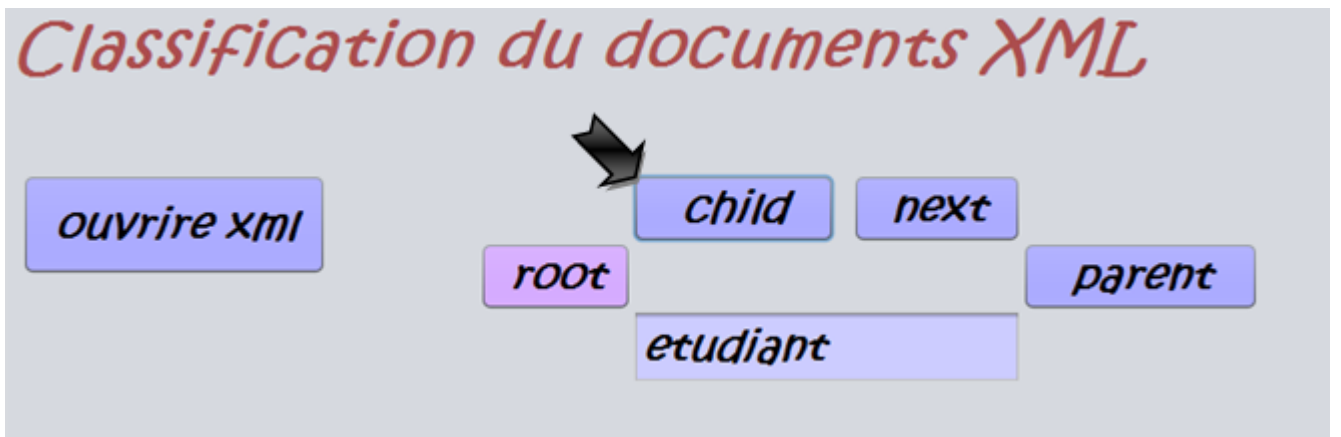 Classification du documents XML
ouvrire xml
child
next
root
parent
etudiant